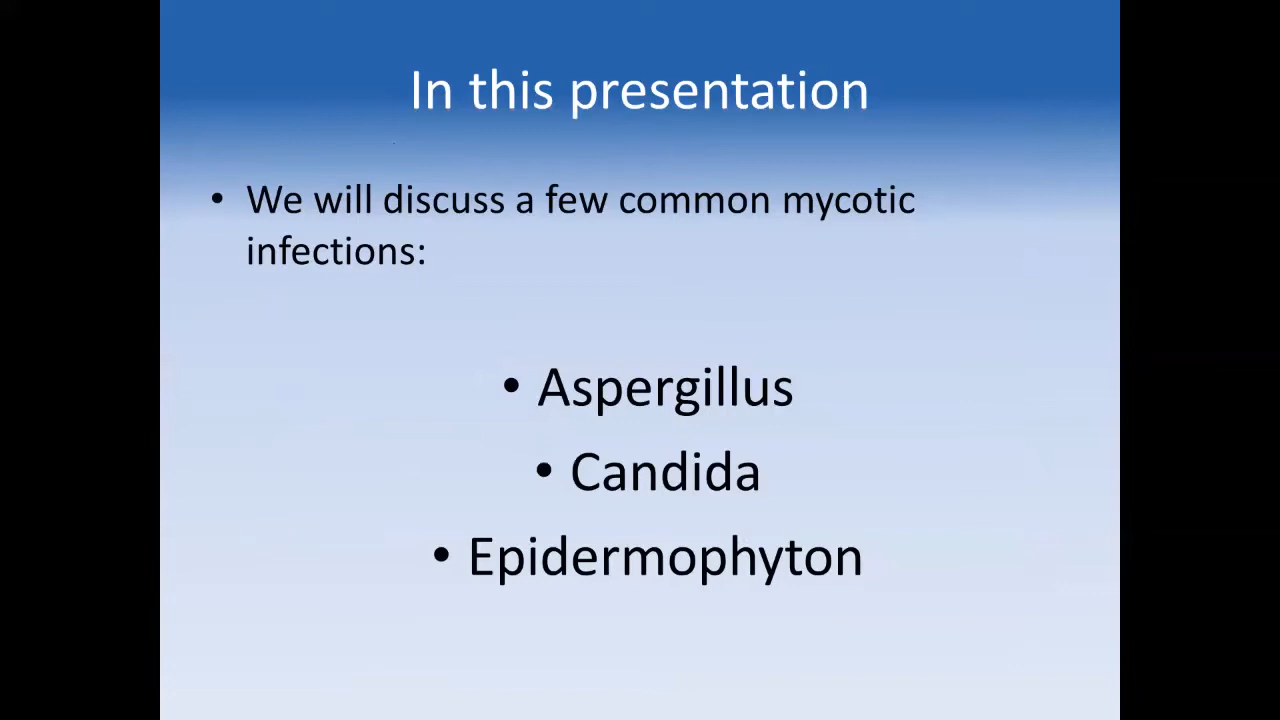 In this presentation
• We will discuss a few common mycotic
infections:
• Aspergillus
• Candida
• Epidermophyton